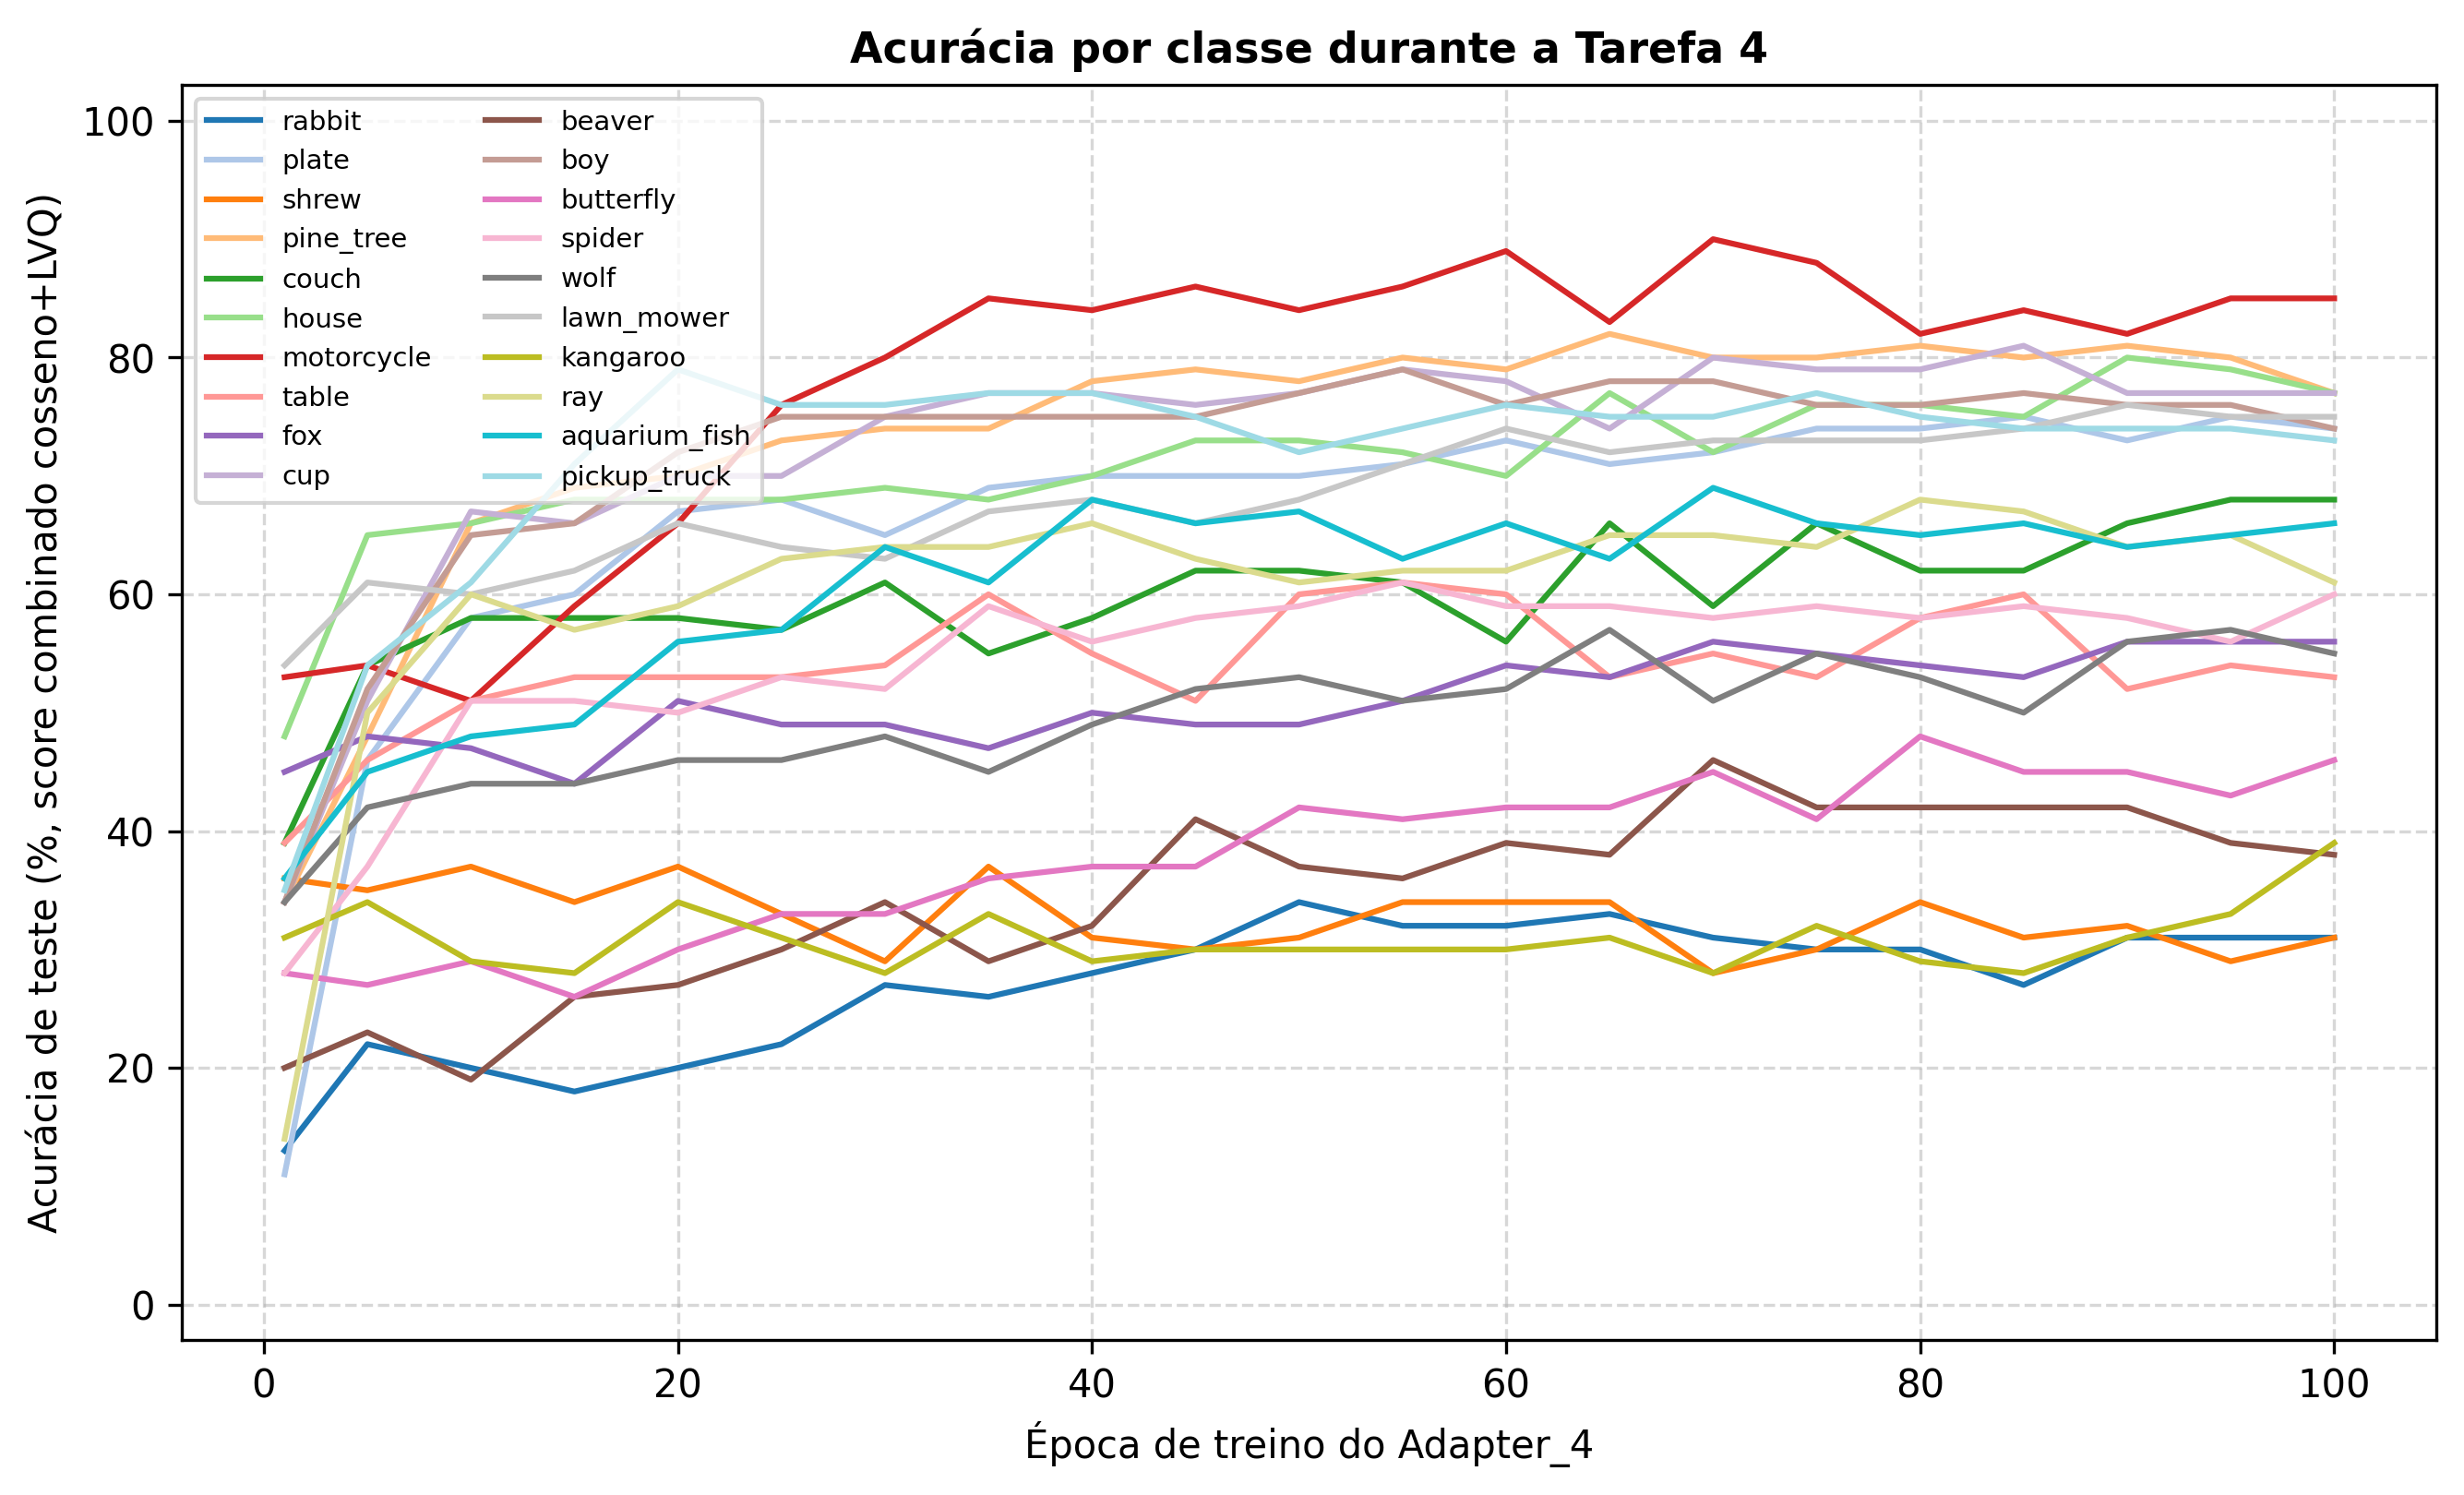 Acurácia por classe durante a Tarefa 4
Acurácia de teste (%, score combinado cosseno+LVQ)
100
80
60
40
20
0
rabbit
plate
shrew
pine_tree
couch
house
motorcycle
table
fox
cup
beaver
boy
butterfly
spider
wolf
lawn_mower
kangaroo
ray
aquarium_fish
pickup_truck
0 20 40 60 80 100
Época de treino do Adapter_4